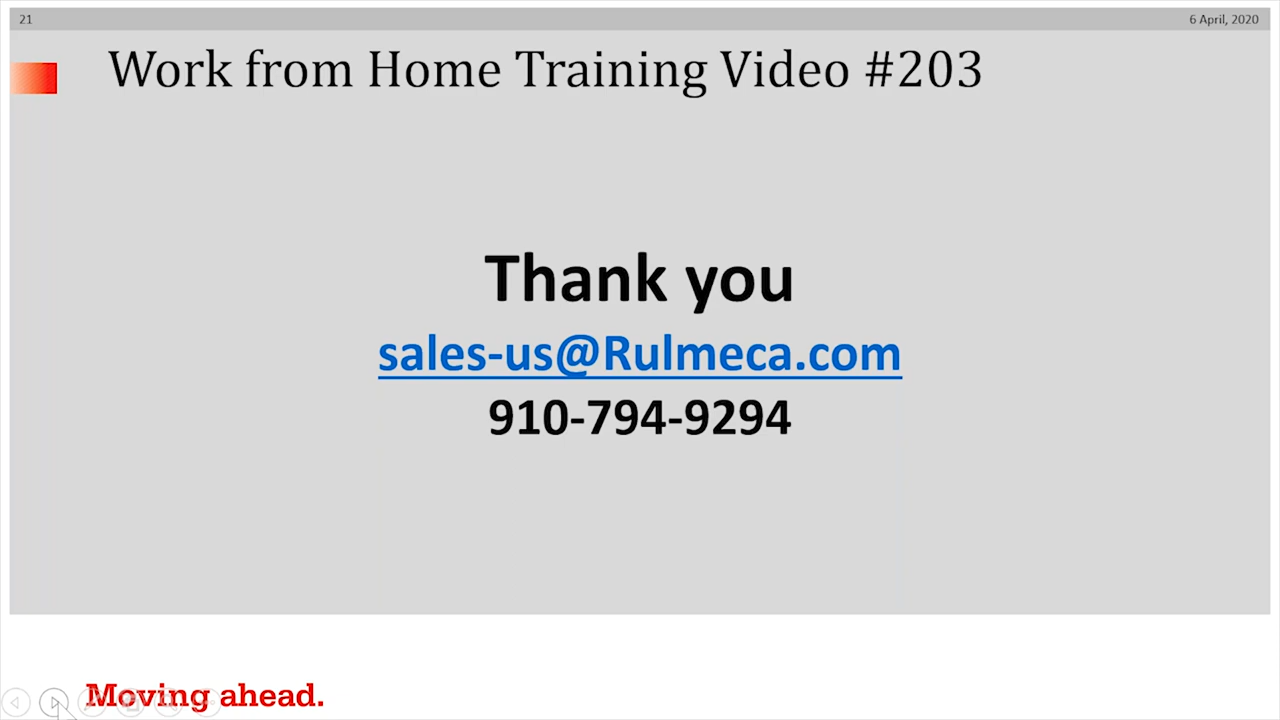 21
6 April, 2020
Work from Home Training Video #203
Thank you
sales-us@Rulmeca.com
910-794-9294
Moving ahead.